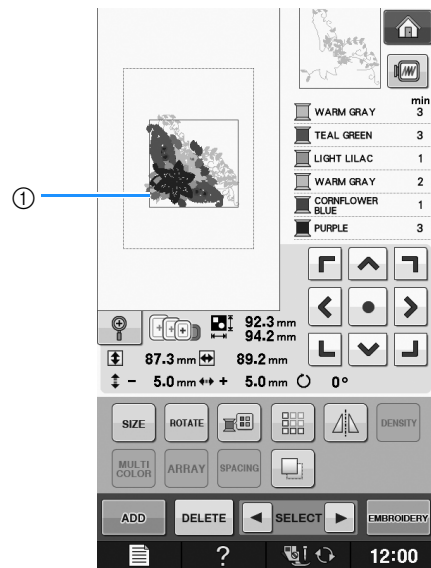 ①
min
WARM GRAY 3
TEAL GREEN 3
LIGHT LILAC 1
WARM GRAY 2
CORNFLOWER
BLUE 1
PURPLE 3
92.3 mm
94.2 mm
87.3 mm 89.2 mm
- 5.0 mm + 5.0 mm 0°
SIZE ROTATE DENSITY
MULTI
COLOR ARRAY SPACING
ADD DELETE SELECT EMBROIDERY
? 12:00